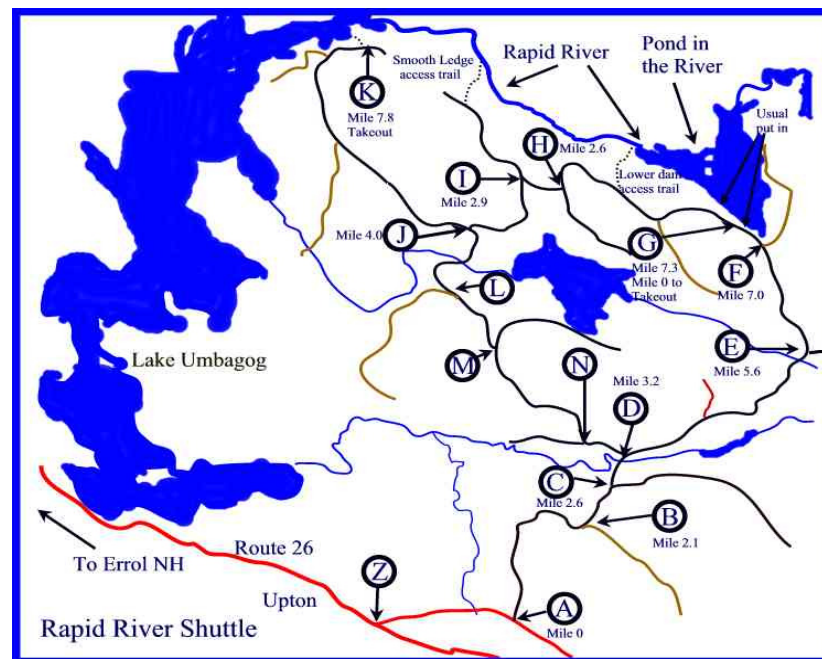 Smooth Ledge
access trail
Rapid River
Pond in
the River
K
Mile 7.8
Takeout
Usual
put in
H
Mile 2.6
Lower dam
access trail
I
Mile 2.9
J
Mile 4.0
G
Mile 7.3
Mile 0 to
Takeout
F
Mile 7.0
L
E
Mile 5.6
Lake Umbagog
M
N
Mile 3.2
D
C
Mile 2.6
B
Mile 2.1
To Errol NH
Route 26
Z
Upton
A
Mile 0
Rapid River Shuttle